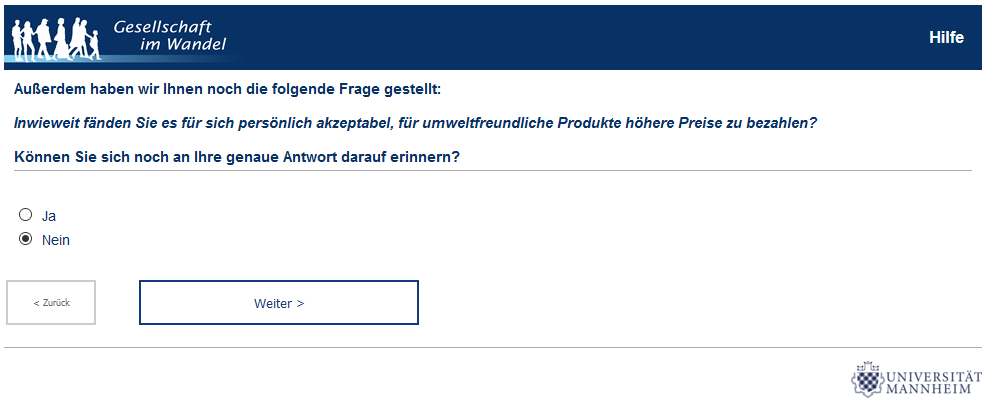 Gesellschaft
im Wandel
Hilfe
Außerdem haben wir Ihnen noch die folgende Frage gestellt:
Inwieweit fänden Sie es für sich persönlich akzeptabel, für umweltfreundliche Produkte höhere Preise zu bezahlen?
Können Sie sich noch an Ihre genaue Antwort darauf erinnern?
Ja
Nein
< Zurück
Weiter >
UNIVERSITÄT
MANNHEIM